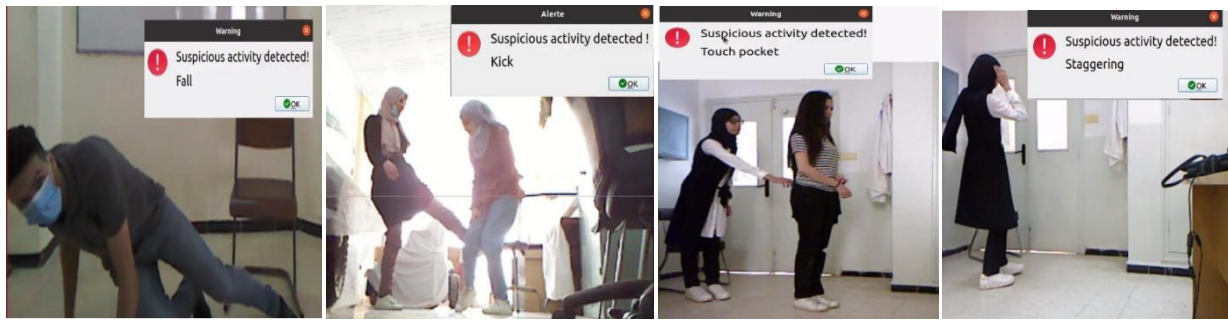 Warning
Suspicious activity detected!
Fall
OK
Alerte
Suspicious activity detected !
Kick
OK
Warning
Suspicious activity detected!
Touch pocket
OK
Warning
Suspicious activity detected!
Staggering
OK